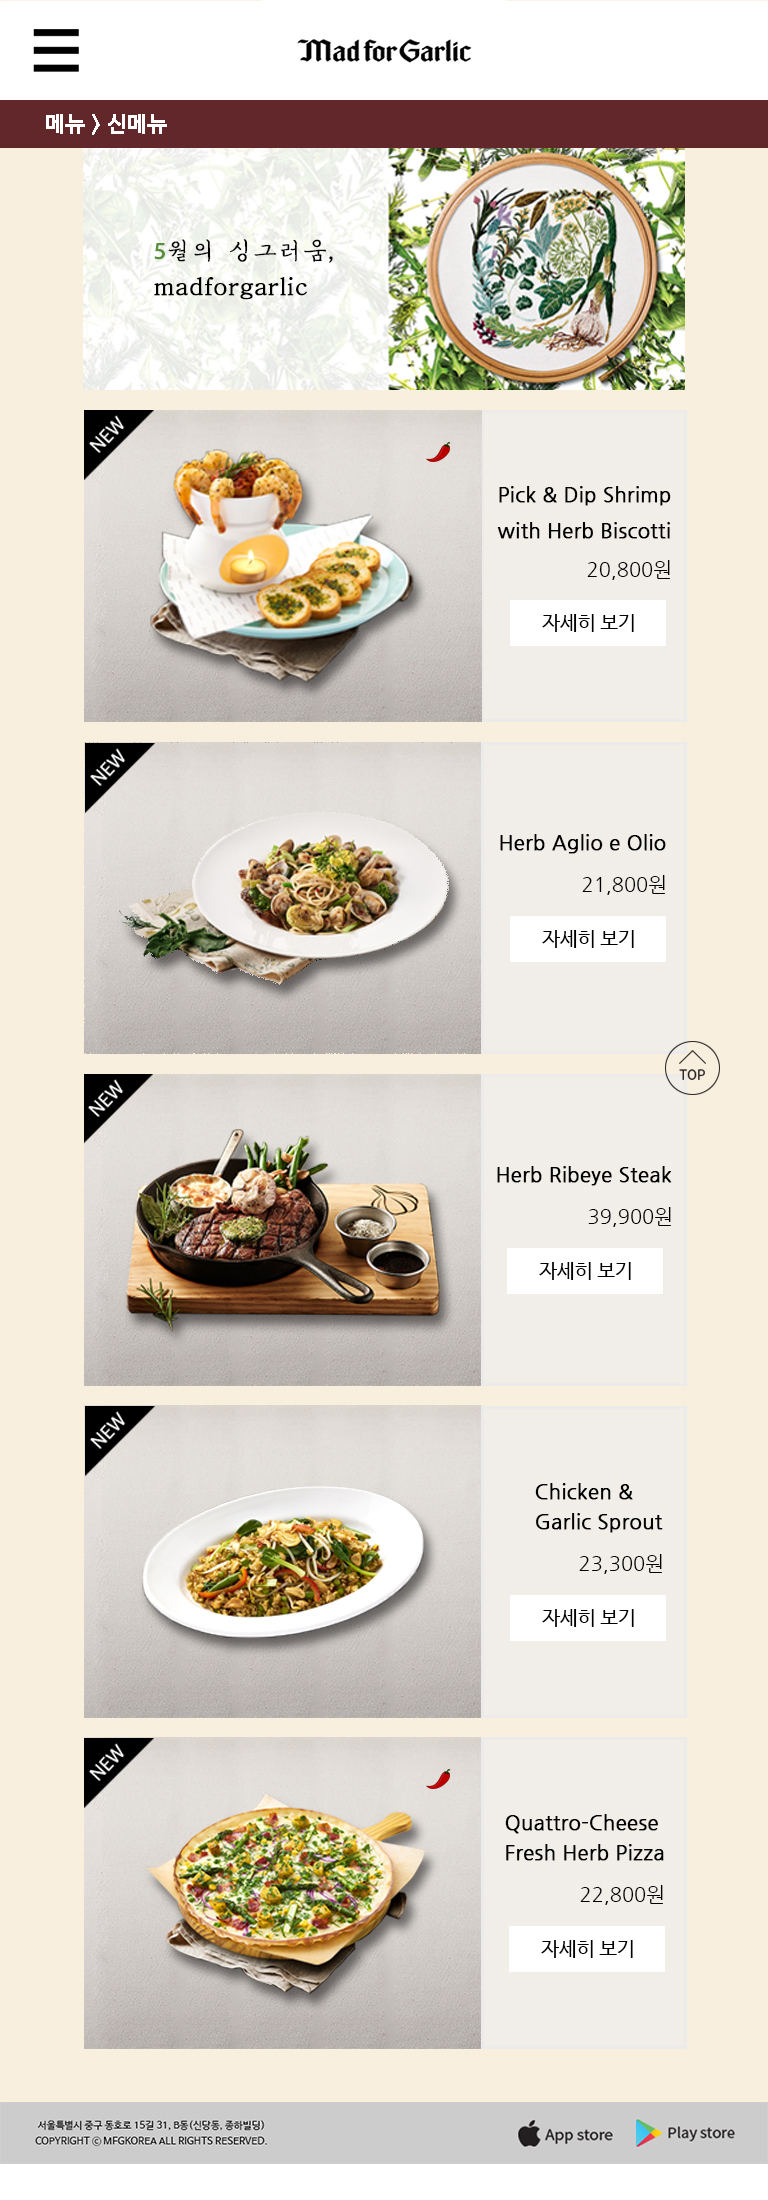 Mad for Garlic
메뉴 > 신메뉴
5월의 싱그러움,
madforgarlic
NEW
Pick & Dip Shrimp
with Herb Biscotti
20,800원
자세히 보기
NEW
Herb Aglio e Olio
21,800원
자세히 보기
TOP
NEW
Herb Ribeye Steak
39,900원
자세히 보기
NEW
Chicken &
Garlic Sprout
23,300원
자세히 보기
NEW
Quattro-Cheese
Fresh Herb Pizza
22,800원
자세히 보기
서울특별시 중구 동호로 15길 31, B동(신당동, 종하빌딩)
COPYRIGHT ⓒ MFGKOREA ALL RIGHTS RESERVED.
App store
Play store